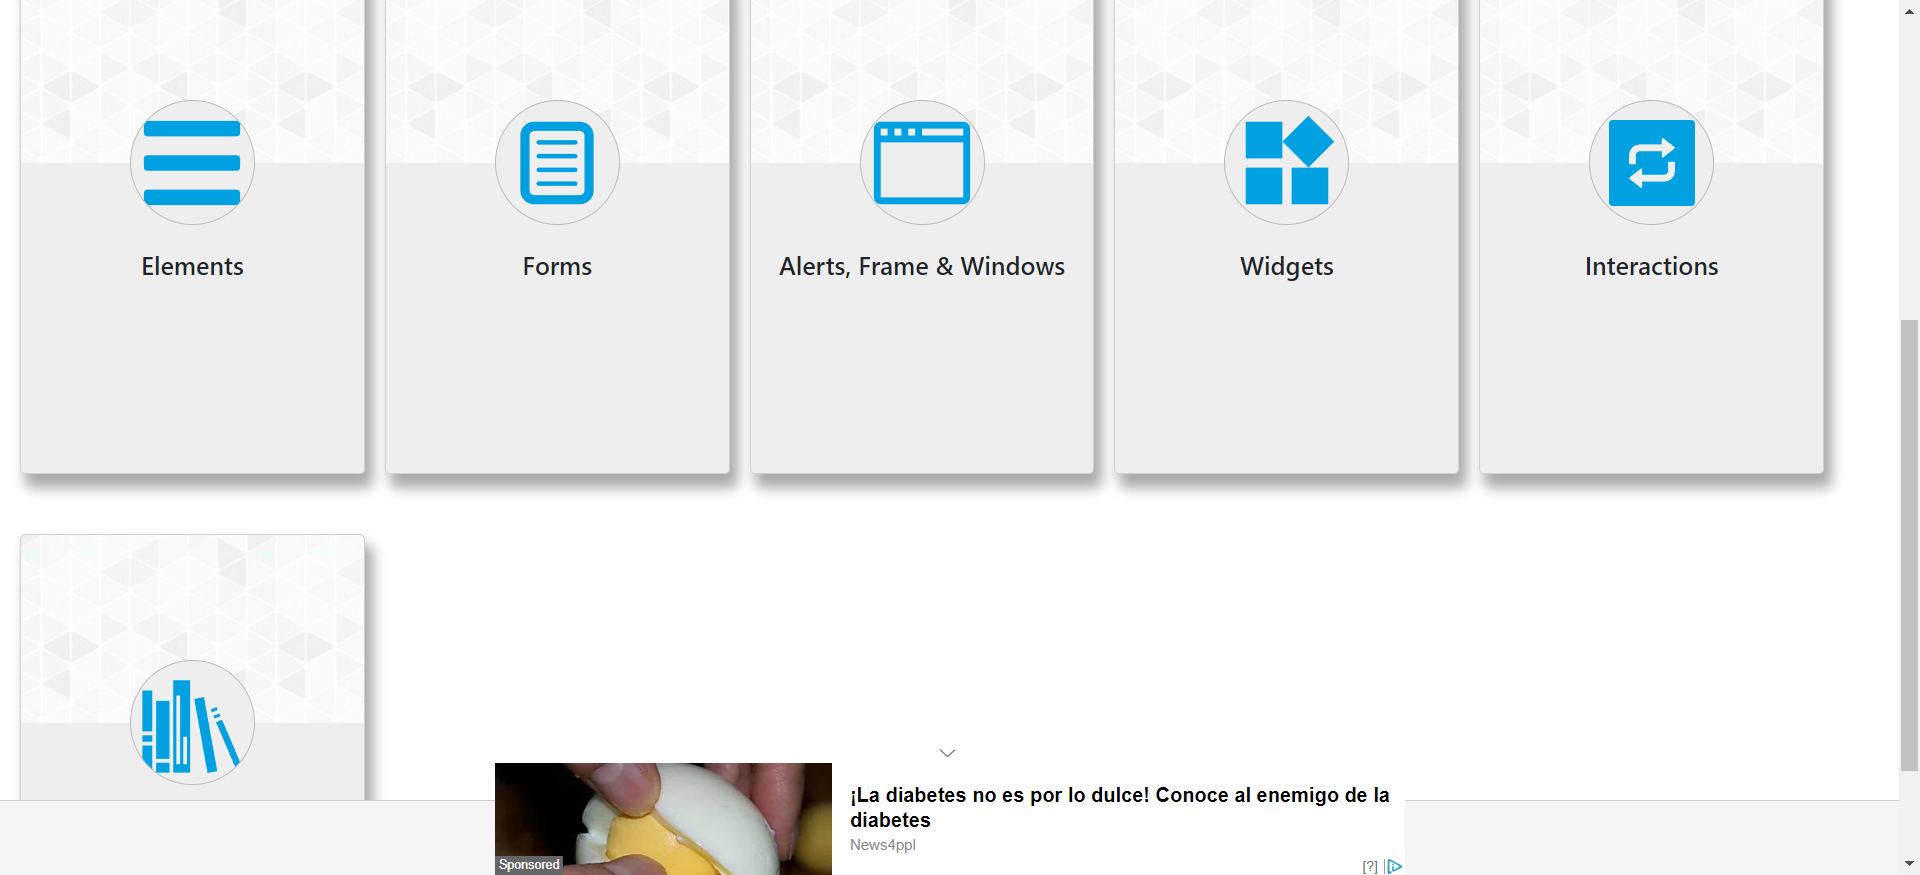 Elements
Forms
Alerts, Frame & Windows
Widgets
Interactions
Sponsored
¡La diabetes no es por lo dulce! Conoce al enemigo de la
diabetes
News4ppl
[?]